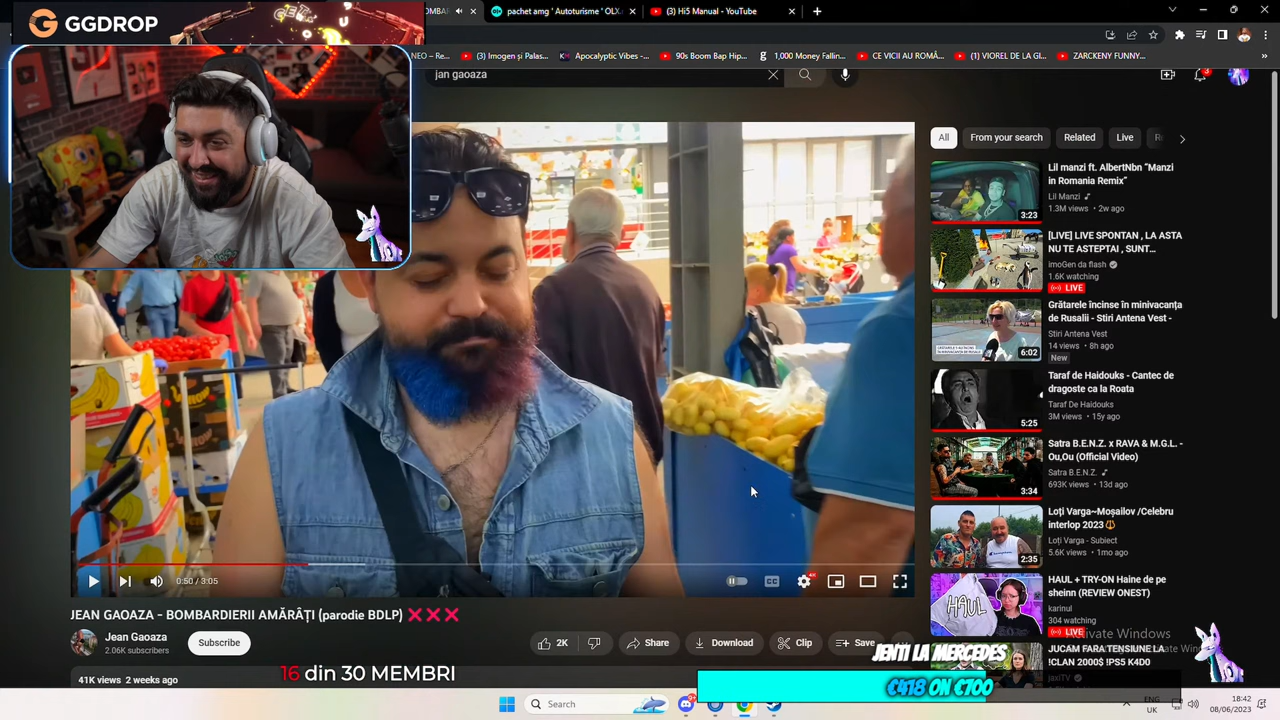 GGDROP
OMBAI
pachet amg ' Autoturisme ' OLX
(3) Hi5 Manual - YouTube
NEO – Re...
(3) Imogen și Palas...
Apocalyptic Vibes -...
90s Boom Bap Hip...
1,000 Money Fallin...
CE VICII AU ROMÂ...
(1) VIOREL DE LA GI...
ZARCKENY FUNNY...
jan gaoaza
All
From your search
Related
Live
Lil manzi ft. AlbertNbn “Manzi
in Romania Remix”
Lil Manzi
1.3M views • 2w ago
3:23
[LIVE] LIVE SPONTAN , LA ASTA
NU TE ASTEPTAI , SUNT...
imoGen da flash
1.6K watching
LIVE
Grătarele încinse în minivacanța
de Rusalii - Stiri Antena Vest -
Stiri Antena Vest
14 views • 8h ago
New
6:02
Taraf de Haidouks - Cantec de
dragoste ca la Roata
Taraf De Haidouks
3M views • 15y ago
5:25
Satra B.E.N.Z. x RAVA & M.G.L. -
Ou,Ou (Official Video)
Satra B.E.N.Z.
693K views • 13d ago
3:34
Loți Varga~Moșailov /Celebru
interlop 2023
Loți Varga - Subiect
5.6K views • 1mo ago
2:35
HAUL + TRY-ON Haine de pe
sheinn (REVIEW ONEST)
karinul
304 watching
LIVE
HAUL
JUCAM FARA TENSIUNE LA
!CLAN 2000$ !PS5 K4D0
jaxiTV
0:50 / 3:05
JEAN GAOAZA - BOMBARDIERII AMĂRÂȚI (parodie BDLP)
Jean Gaoaza
2.06K subscribers
Subscribe
2K
Share
Download
Clip
Save
41K views 2 weeks ago
16 din 30 MEMBRI
JENTI LA MERCEDES
€418 ON €700
Search
ENG
UK
18:42
08/06/2023